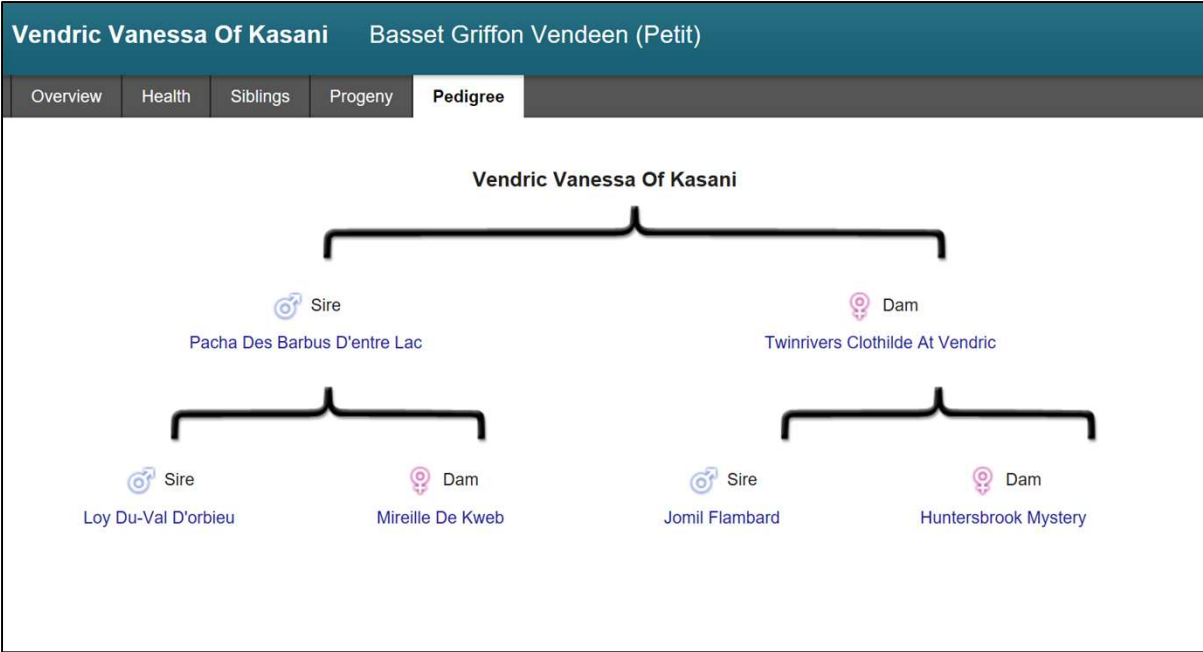 Vendric Vanessa Of Kasani Basset Griffon Vendeen (Petit)
Overview Health Siblings Progeny Pedigree
Vendric Vanessa Of Kasani
Sire Dam
Pacha Des Barbus D'entre Lac Twinrivers Clothilde At Vendric
Sire Dam Sire Dam
Loy Du-Val D'orbieu Mireille De Kweb Jomil Flambard Huntersbrook Mystery